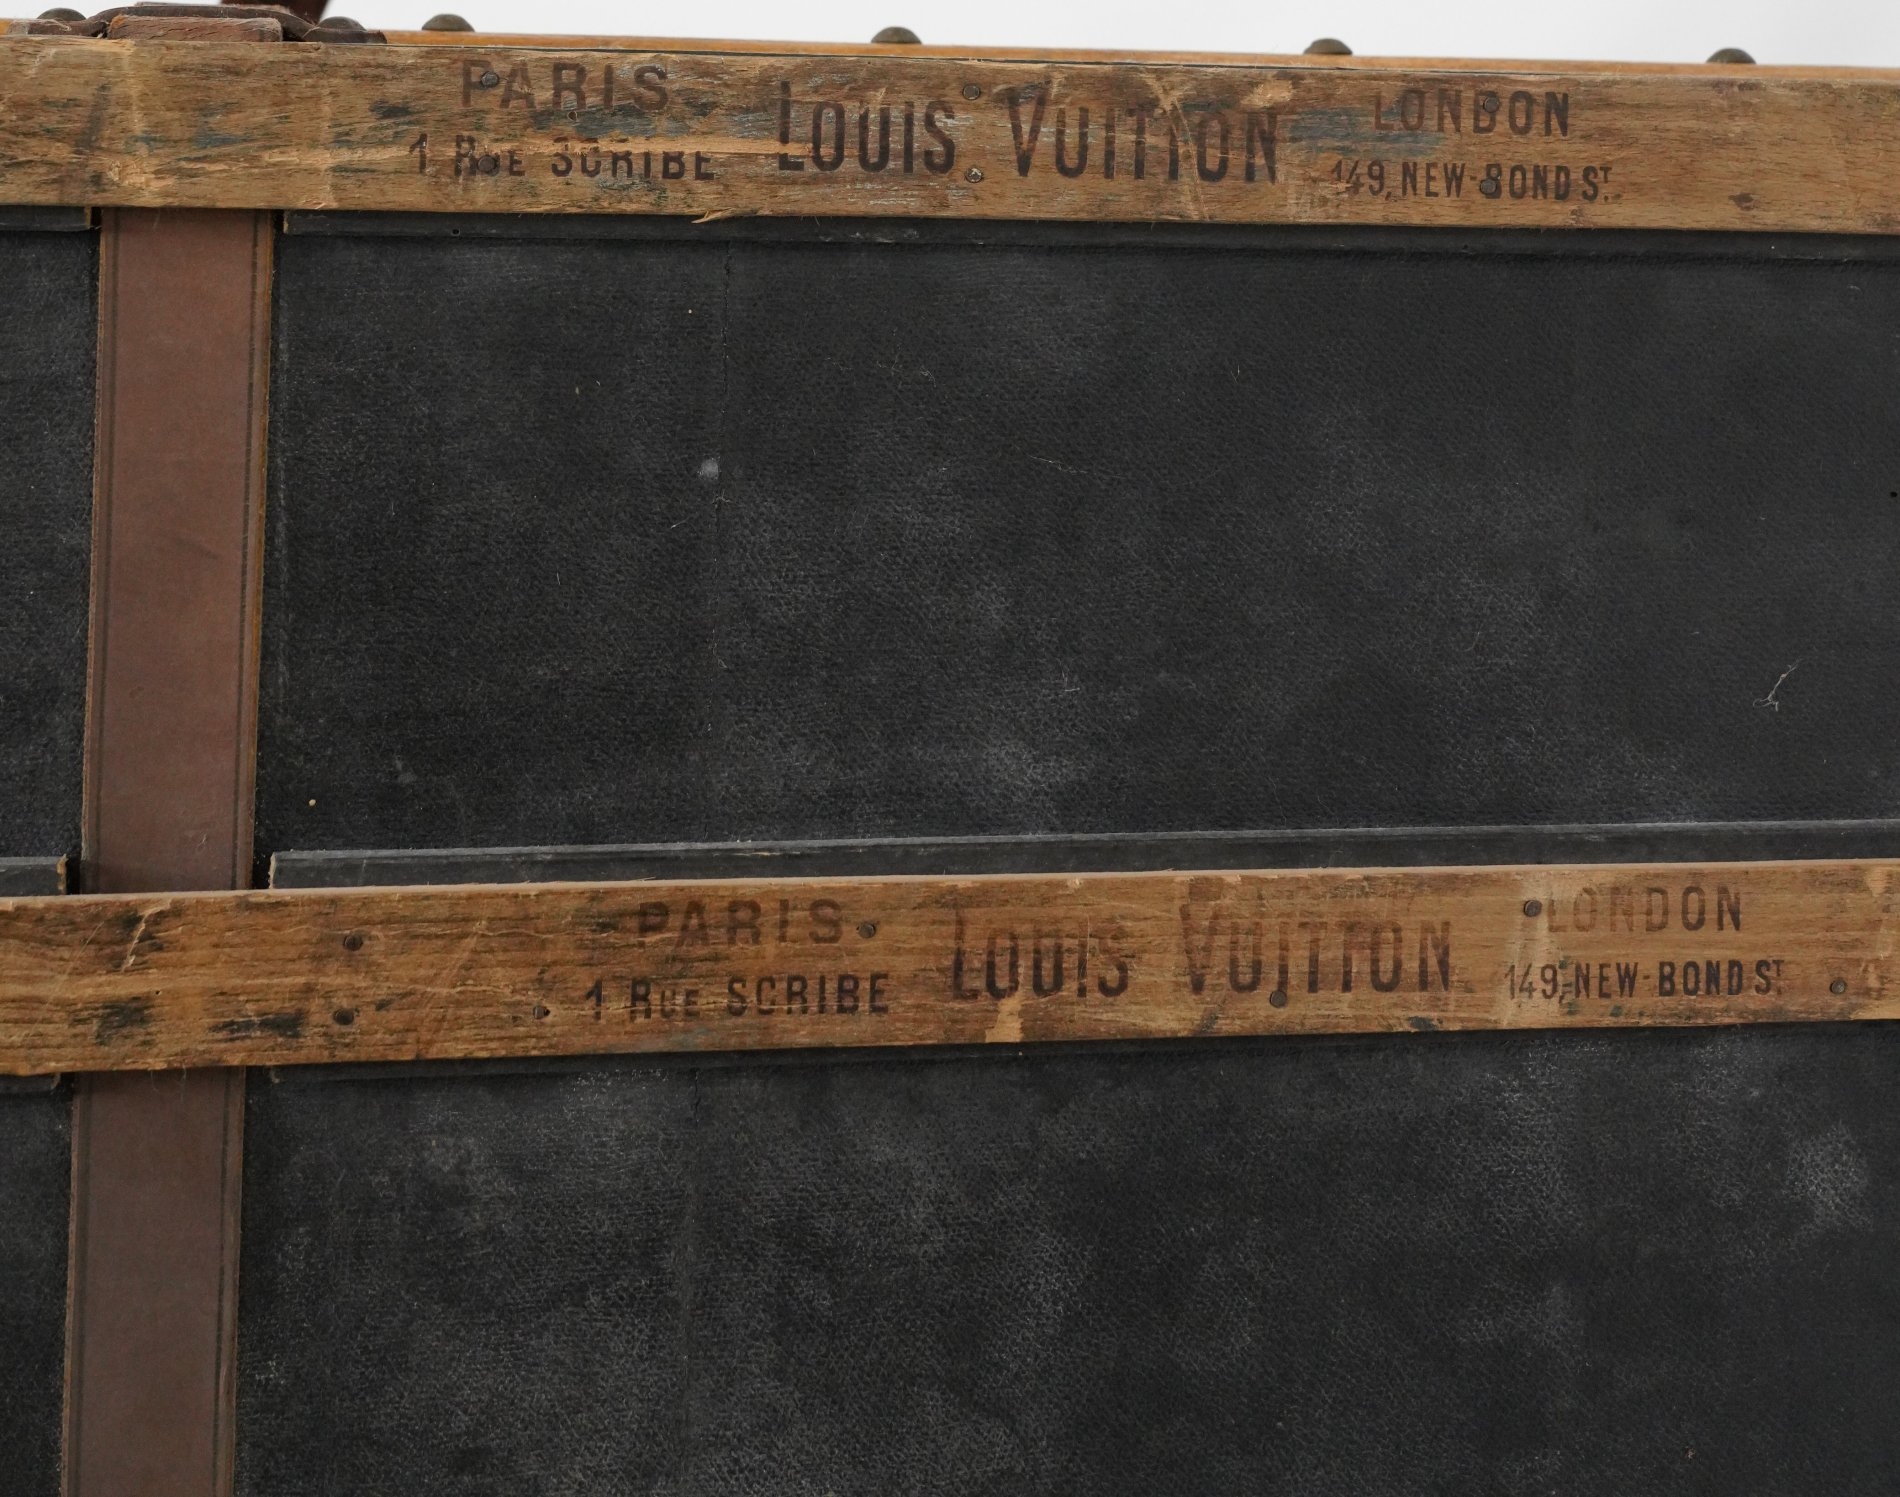 PARIS LOUIS VUITTON LONDON
1 RUE SCRIBE 149, NEW-BOND ST
PARIS LOUIS VUITTON LONDON
1 RUE SCRIBE 149, NEW-BOND ST